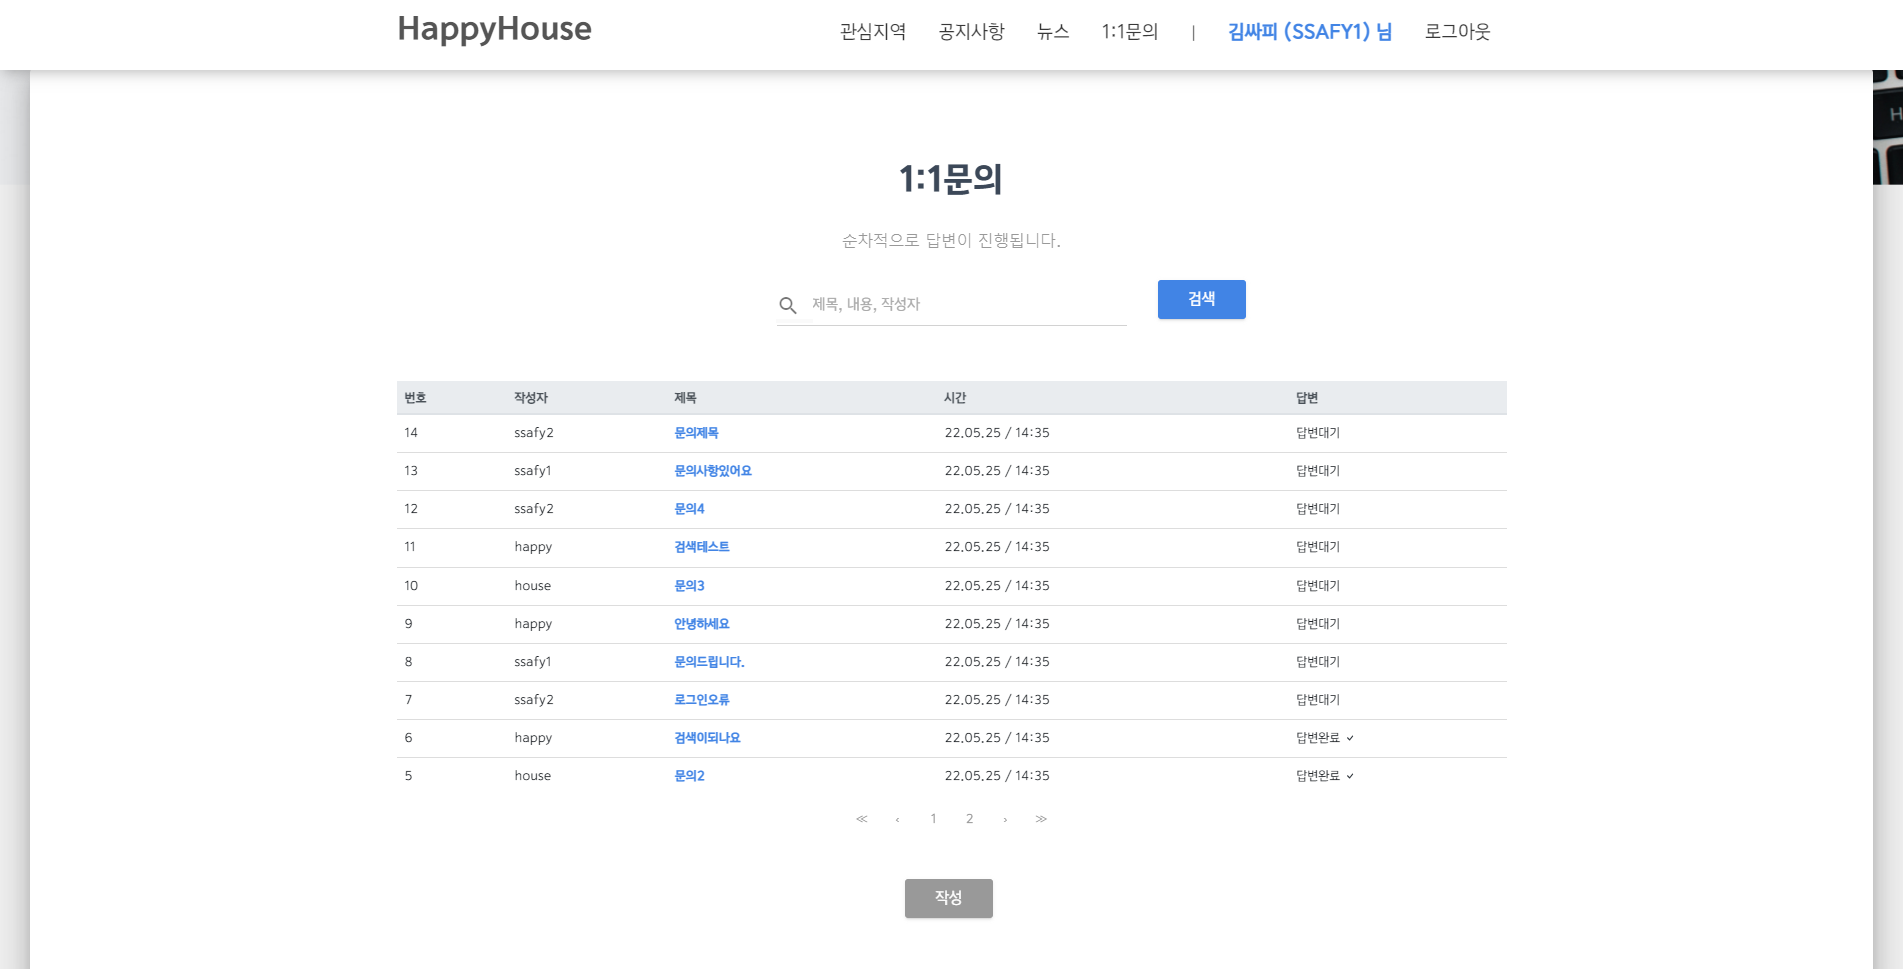 HappyHouse 관심지역 공지사항 뉴스 1:1문의 | 김싸피 (SSAFY1) 님 로그아웃
H
1:1문의
순차적으로 답변이 진행됩니다.
제목, 내용, 작성자 검색
번호 작성자 제목 시간 답변
14 ssafy2 문의제목 22.05.25 / 14:35 답변대기
13 ssafy1 문의사항있어요 22.05.25 / 14:35 답변대기
12 ssafy2 문의4 22.05.25 / 14:35 답변대기
11 happy 검색테스트 22.05.25 / 14:35 답변대기
10 house 문의3 22.05.25 / 14:35 답변대기
9 happy 안녕하세요 22.05.25 / 14:35 답변대기
8 ssafy1 문의드립니다. 22.05.25 / 14:35 답변대기
7 ssafy2 로그인오류 22.05.25 / 14:35 답변대기
6 happy 검색이되나요 22.05.25 / 14:35 답변완료 ✓
5 house 문의2 22.05.25 / 14:35 답변완료 ✓
≪ ‹ 1 2 › ≫
작성